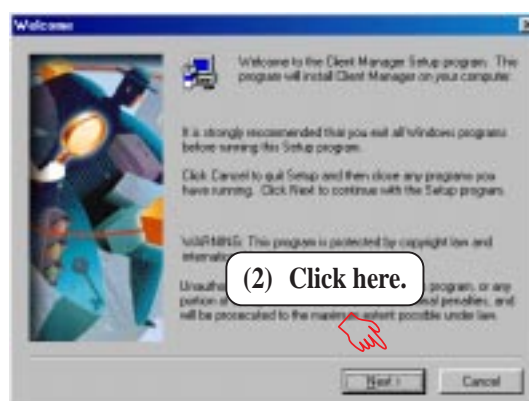 Welcome
Welcome to the Client Manager Setup program. This
program will install Client Manager on your computer.
It is strongly recommended that you exit all Windows programs
before running this Setup program.
Click Cancel to quit Setup and then close any programs you
have running. Click Next to continue with the Setup program.
WARNING: This program is protected by copyright law and
(2) Click here.
program, or any
portion penalties, and
will be prosecuted to the maximum extent possible under law.
Next >
Cancel